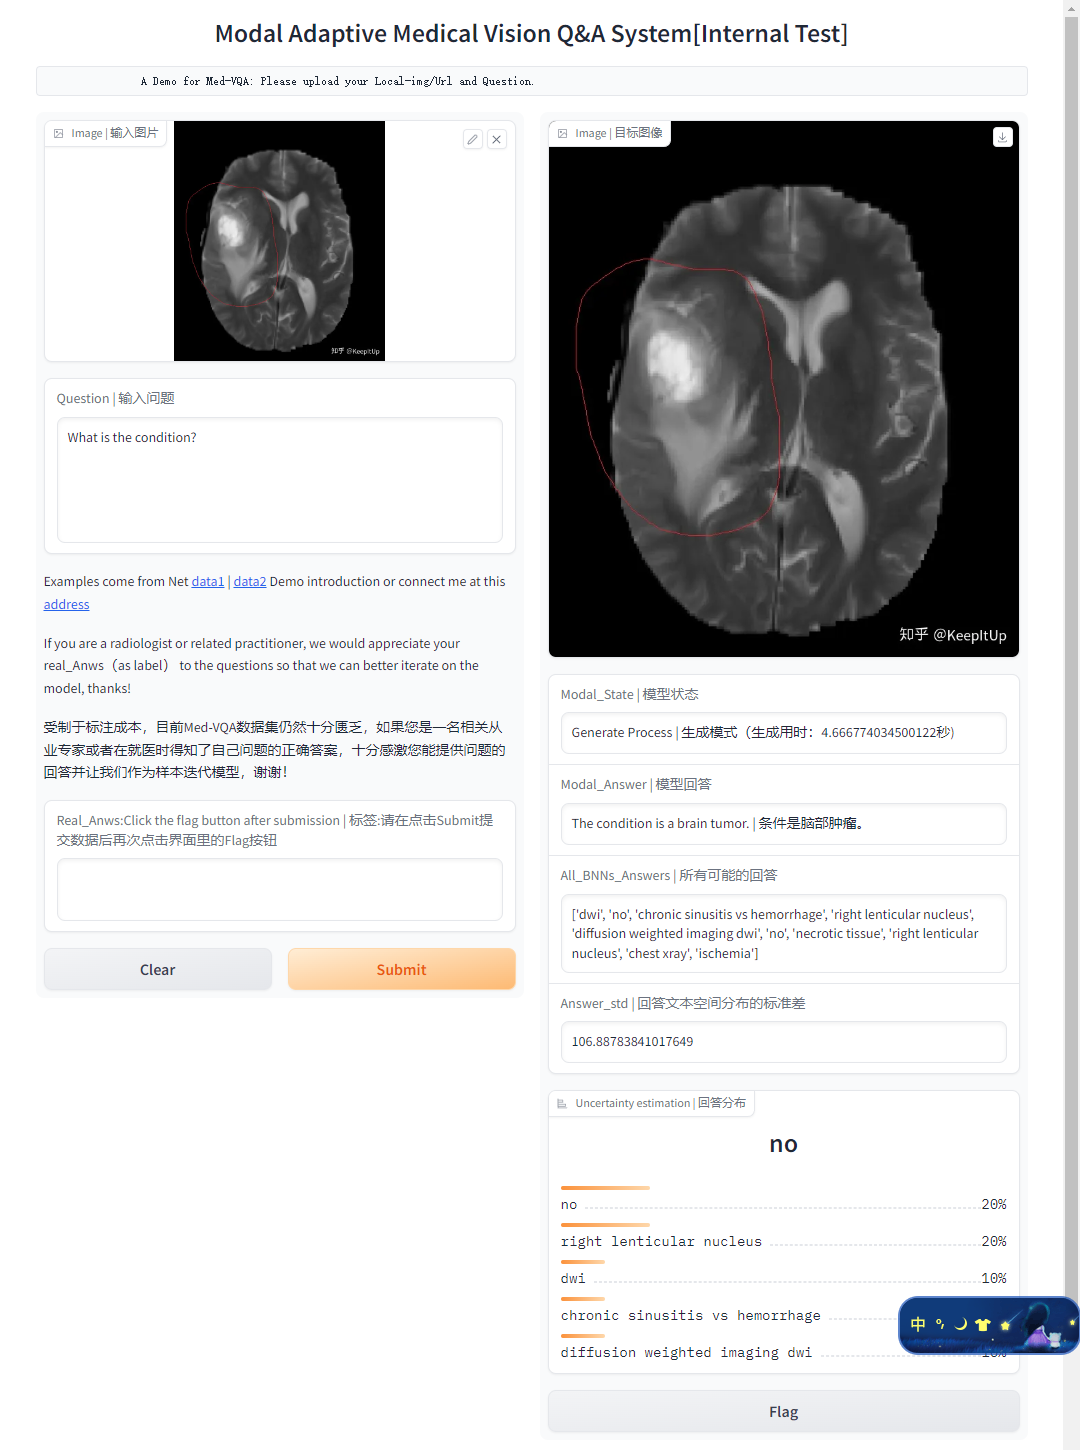 Modal Adaptive Medical Vision Q&A System[Internal Test]
A Demo for Med-VQA: Please upload your Local-img/Url and Question.
Image | 输入图片
知乎 @KeepItUp
Question | 输入问题
What is the condition?
Examples come from Net data1 | data2 Demo introduction or connect me at this
address
If you are a radiologist or related practitioner, we would appreciate your
real_Anws（as label） to the questions so that we can better iterate on the
model, thanks!
受制于标注成本，目前Med-VQA数据集仍然十分匮乏，如果您是一名相关从
业专家或者在就医时得知了自己问题的正确答案，十分感激您能提供问题的
回答并让我们作为样本迭代模型，谢谢！
Real_Anws:Click the flag button after submission | 标签:请在点击Submit提
交数据后再次点击界面里的Flag按钮
Clear
Submit
Image | 目标图像
知乎 @KeepItUp
Modal_State | 模型状态
Generate Process | 生成模式（生成用时：4.666774034500122秒)
Modal_Answer | 模型回答
The condition is a brain tumor. | 条件是脑部肿瘤。
All_BNNs_Answers | 所有可能的回答
['dwi', 'no', 'chronic sinusitis vs hemorrhage', 'right lenticular nucleus',
'diffusion weighted imaging dwi', 'no', 'necrotic tissue', 'right lenticular
nucleus', 'chest xray', 'ischemia']
Answer_std | 回答文本空间分布的标准差
106.88783841017649
Uncertainty estimation | 回答分布
no
no 20%
right lenticular nucleus 20%
dwi 10%
chronic sinusitis vs hemorrhage
中
diffusion weighted imaging dwi
Flag